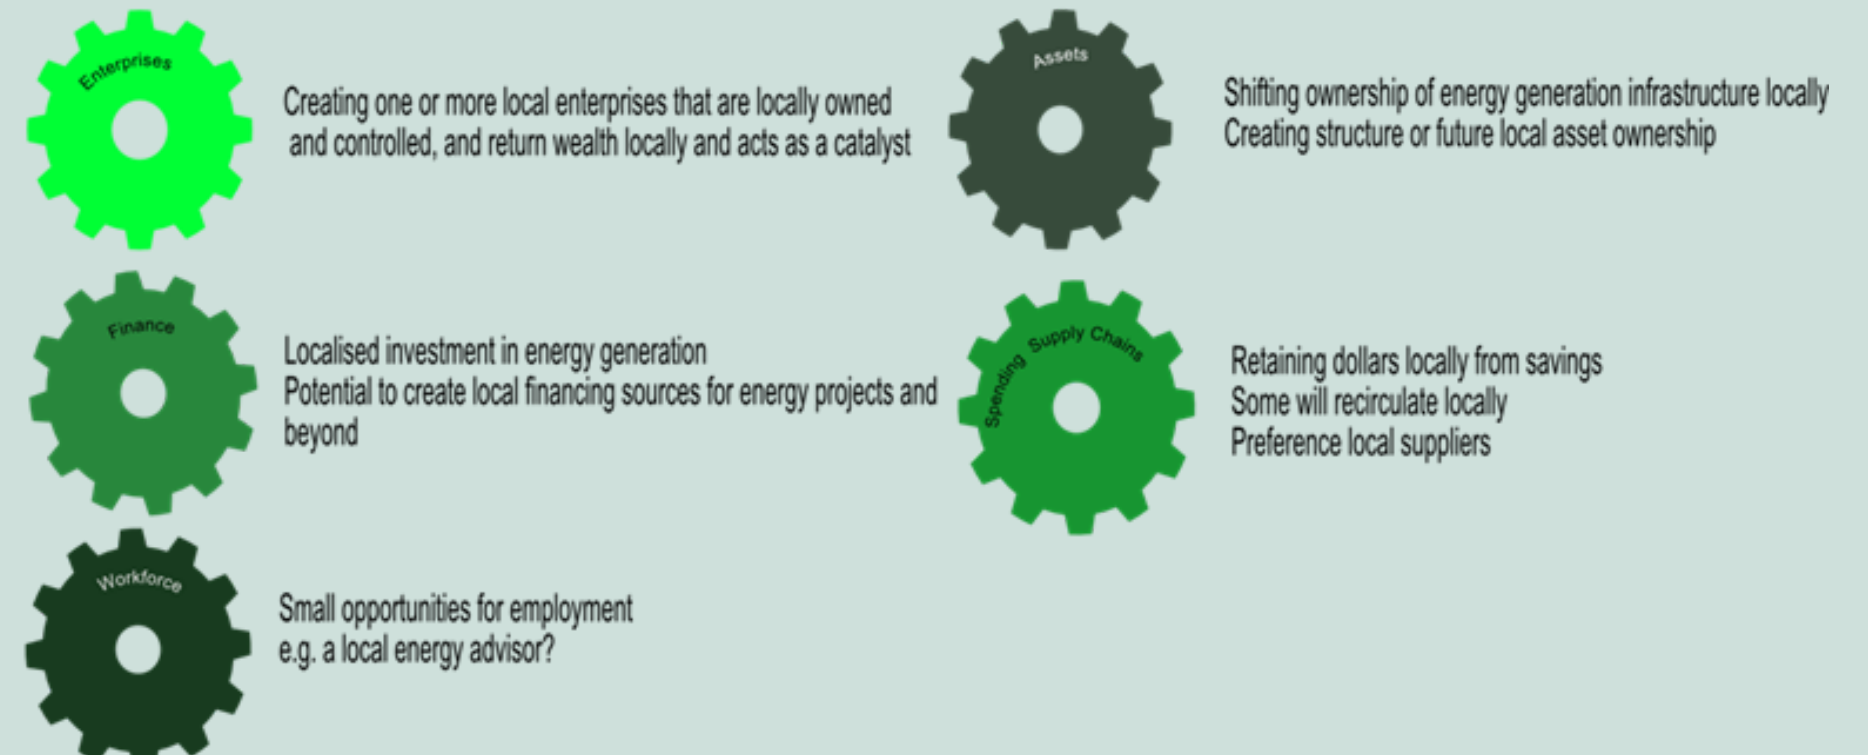 Enterprises
Creating one or more local enterprises that are locally owned
and controlled, and return wealth locally and acts as a catalyst
Assets
Shifting ownership of energy generation infrastructure locally
Creating structure or future local asset ownership
Finance
Localised investment in energy generation
Potential to create local financing sources for energy projects and
beyond
Spending Supply Chains
Retaining dollars locally from savings
Some will recirculate locally
Preference local suppliers
Workforce
Small opportunities for employment
e.g. a local energy advisor?